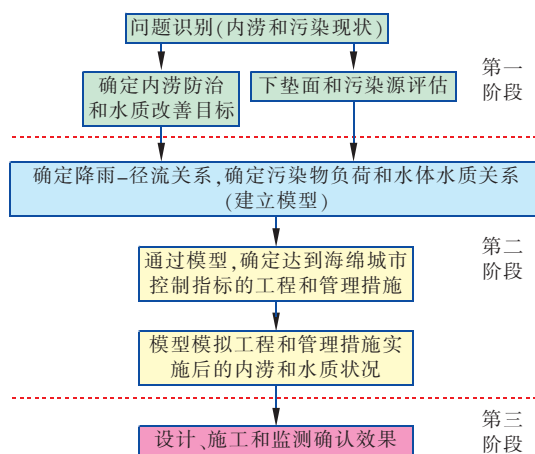 问题识别(内涝和污染现状)
确定内涝防治
和水质改善目标
下垫面和污染源评估
第一
阶段
确定降雨–径流关系,确定污染物负荷和水体水质关系
(建立模型)
通过模型,确定达到海绵城市
控制指标的工程和管理措施
第二
阶段
模型模拟工程和管理措施实
施后的内涝和水质状况
设计、施工和监测确认效果
第三
阶段